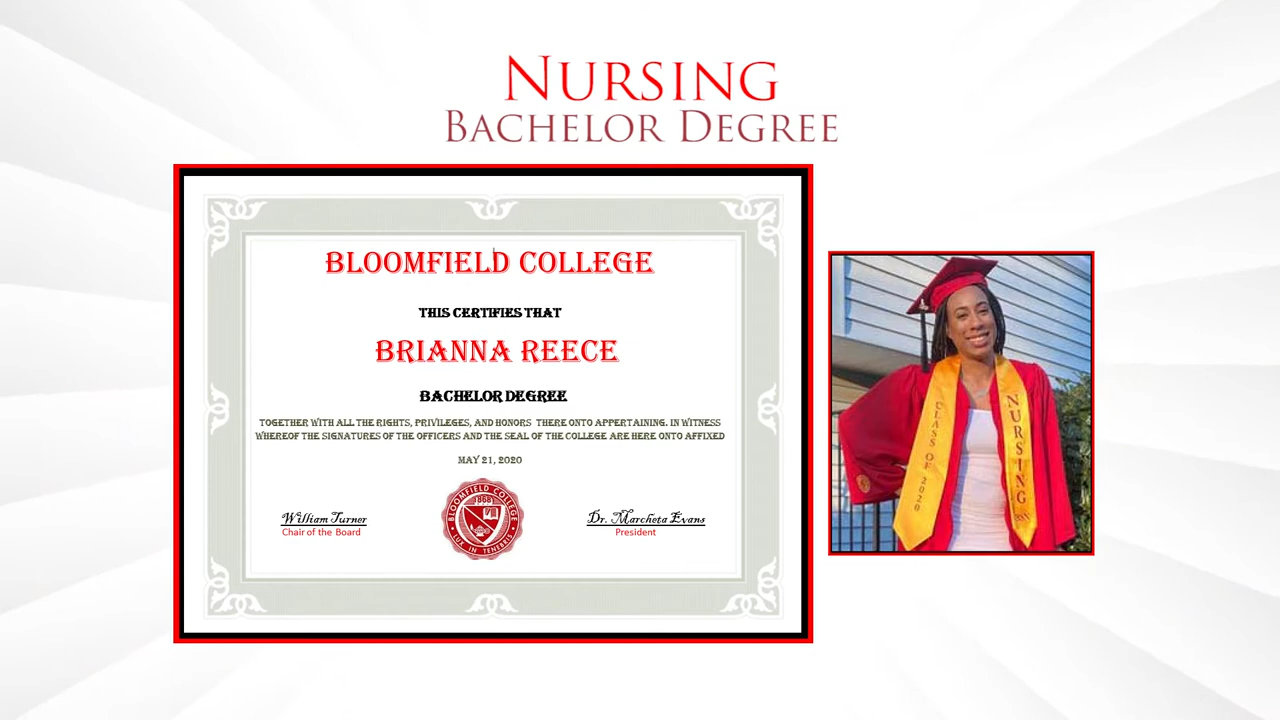 NURSING
BACHELOR DEGREE
BLOOMFIELD COLLEGE
THIS CERTIFIES THAT
BRIANNA REECE
BACHELOR DEGREE
TOGETHER WITH ALL THE RIGHTS, PRIVILEGES, AND HONORS THERE ONTO APPERTAINING. IN WITNESS
WHEREOF THE SIGNATURES OF THE OFFICERS AND THE SEAL OF THE COLLEGE ARE HERE ONTO AFFIXED
MAY 21, 2020
William Turner
Chair of the Board
BLOOMFIELD COLLEGE
1868
LUX IN TENEBRIS
Dr. Marcheta Evans
President
CLASS OF 2020
NURSING
BSN